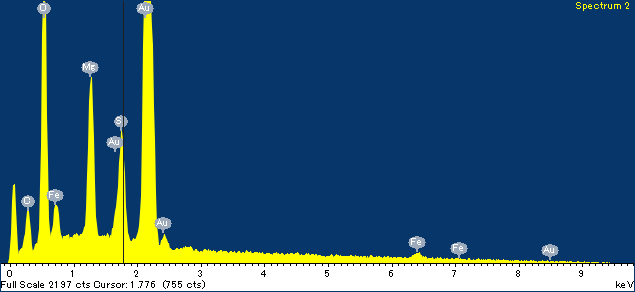 Spectrum 2
O Au
Mg
S
Au
Fe
Au
Fe Fe Au
0 1 2 3 4 5 6 7 8 9
Full Scale 2197 cts Cursor: 1.776 (755 cts) keV